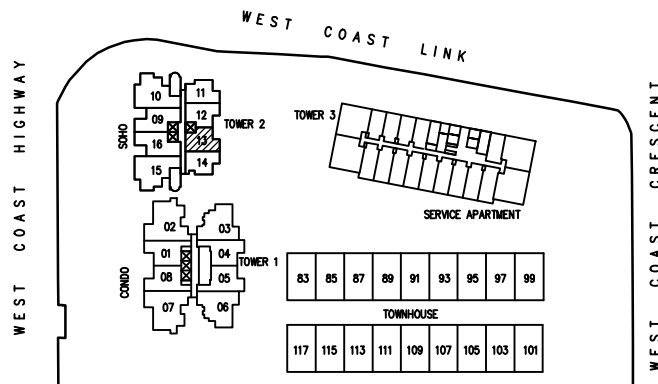 WEST COAST LINK
WEST COAST HIGHWAY
WEST COAST CRESCENT
10
11
09
12
TOWER 2
SOHO
16
13
15
14
TOWER 3
SERVICE APARTMENT
02
03
01
04
TOWER 1
CONDO
08
05
07
06
83 85 87 89 91 93 95 97 99
TOWNHOUSE
117 115 113 111 109 107 105 103 101